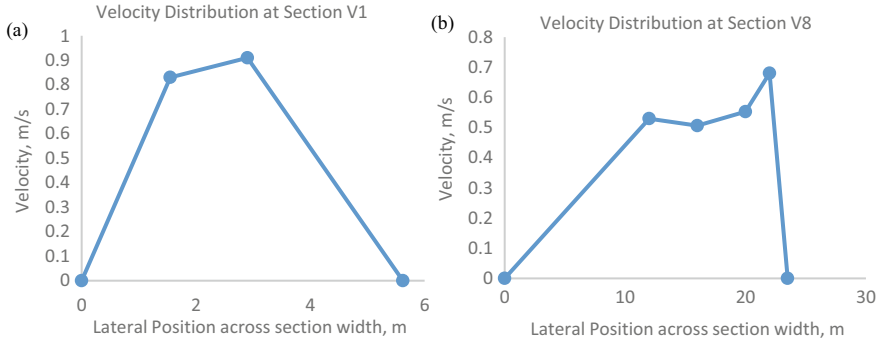 (a)
Velocity Distribution at Section V1
Velocity, m/s
1
0.9
0.8
0.7
0.6
0.5
0.4
0.3
0.2
0.1
0
0 2 4 6
Lateral Position across section width, m
(b)
Velocity Distribution at Section V8
Velocity, m/s
0.8
0.7
0.6
0.5
0.4
0.3
0.2
0.1
0
0 10 20 30
Lateral Position across section width, m